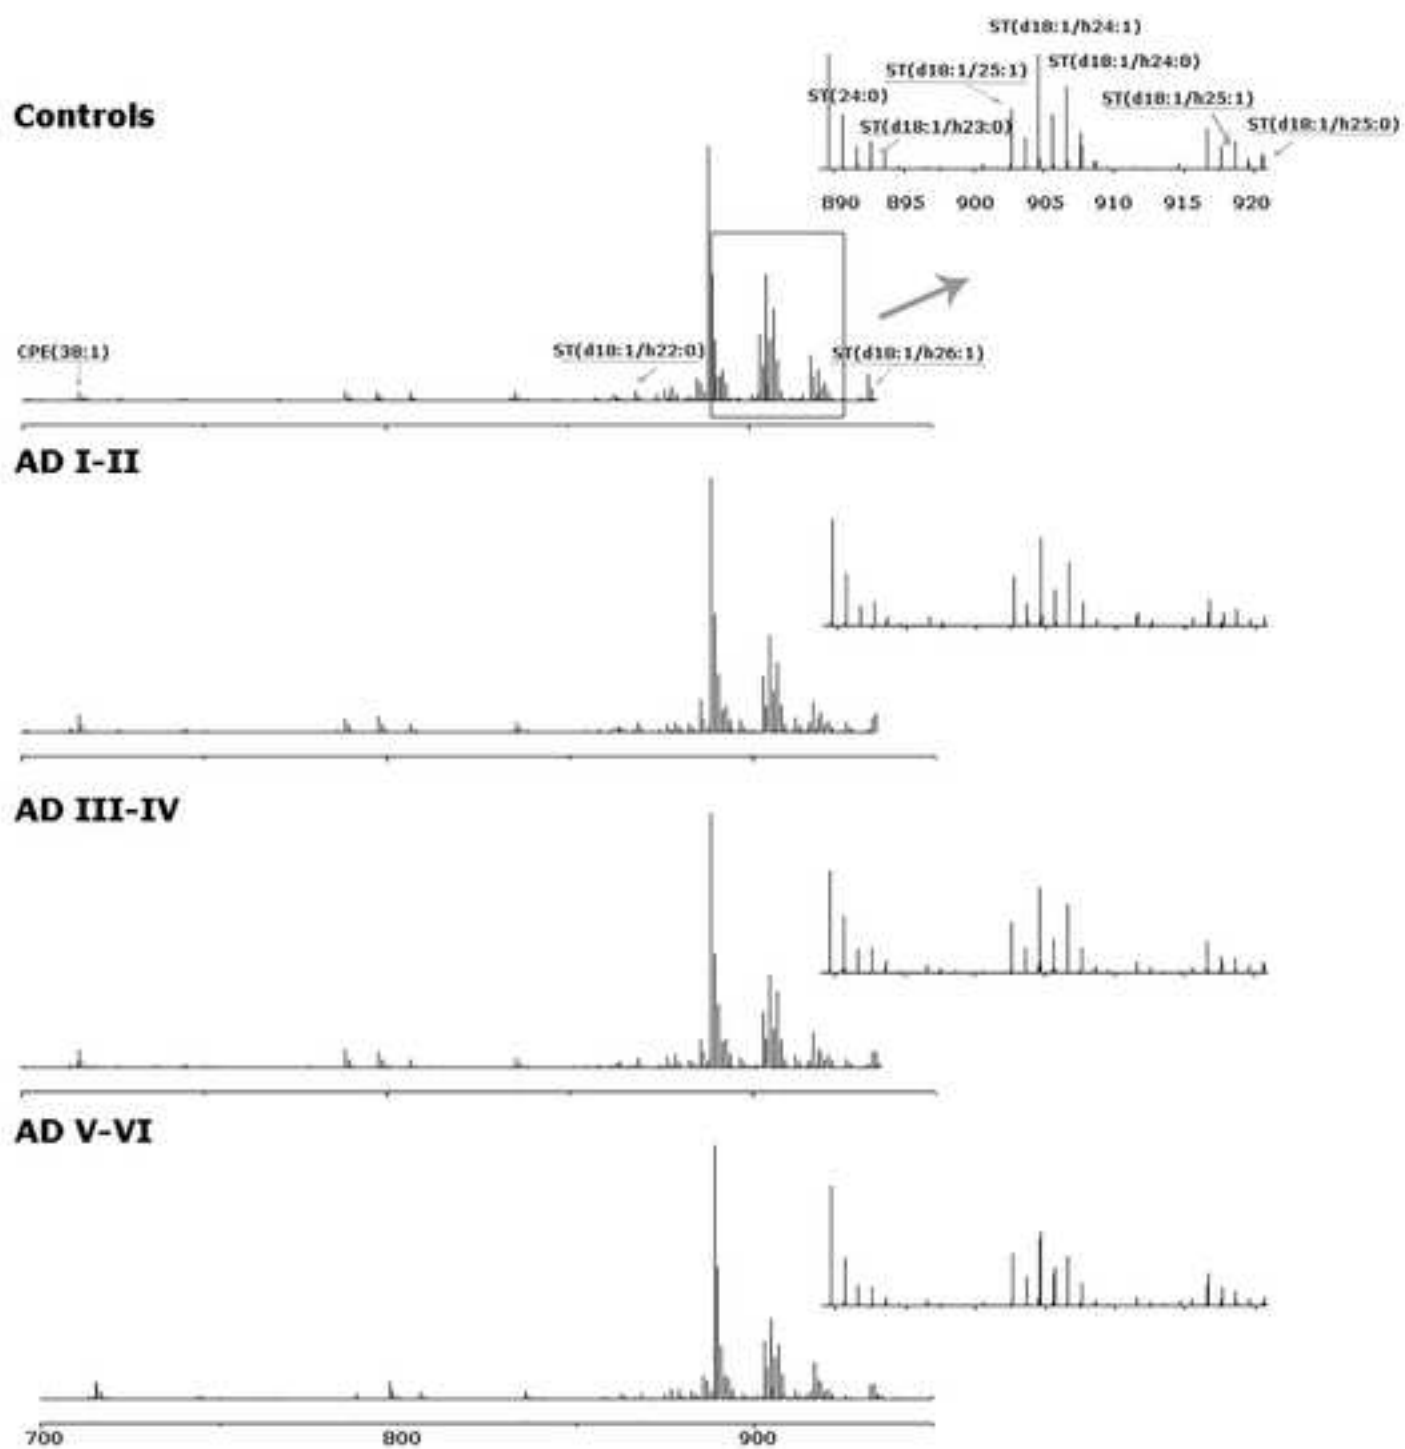 ST(d18:1/h24:1)
ST(d18:1/25:1)
ST(d18:1/h24:0)
ST(24:0)
ST(d18:1/h25:1)
Controls
ST(d18:1/h23:0)
ST(d18:1/h25:0)
890 895 900 905 910 915 920
CPE(38:1)
ST(d18:1/h22:0)
ST(d18:1/h26:1)
AD I-II
AD III-IV
AD V-VI
700 800 900